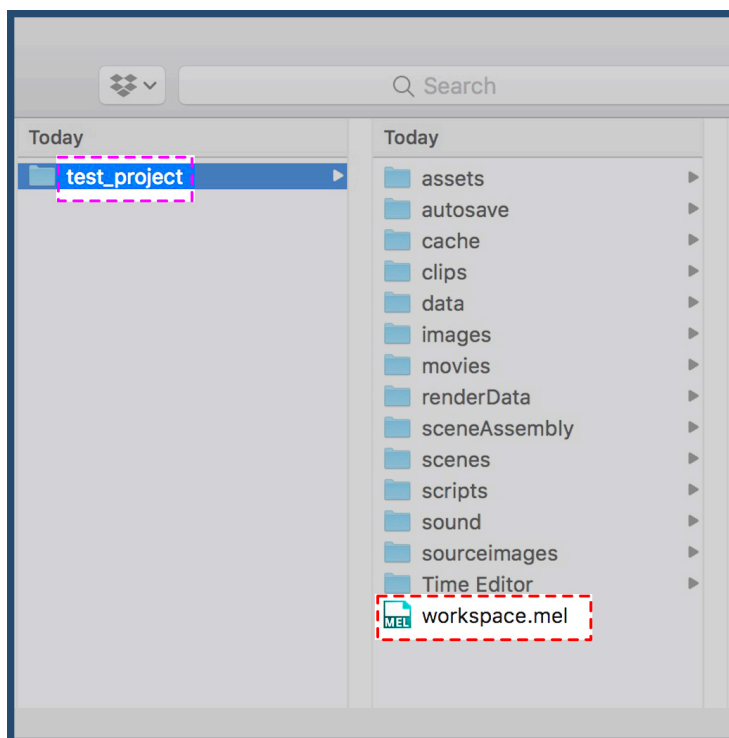 Search
Today
test_project
Today
assets
autosave
cache
clips
data
images
movies
renderData
sceneAssembly
scenes
scripts
sound
sourceimages
Time Editor
MEL
workspace.mel